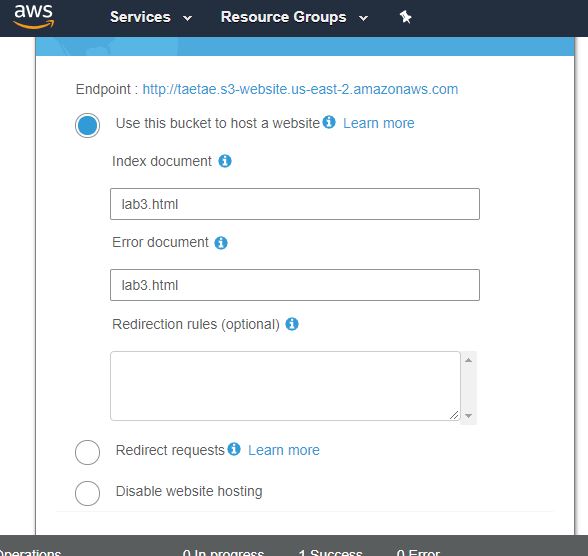 aws Services Resource Groups
Endpoint : http://taetae.s3-website.us-east-2.amazonaws.com
Use this bucket to host a website Learn more
Index document
lab3.html
Error document
lab3.html
Redirection rules (optional)
Redirect requests Learn more
Disable website hosting
Operations 0 In progress 1 Success 0 Error